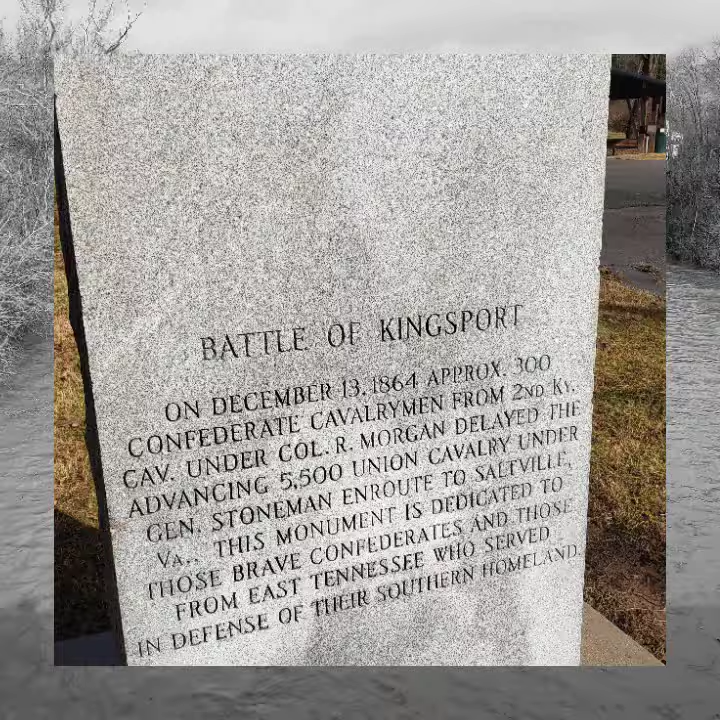 BATTLE OF KINGSPORT
ON DECEMBER 13, 1864 APPROX. 300
CONFEDERATE CAVALRYMEN FROM 2ND KY.
CAV. UNDER COL. R. MORGAN DELAYED THE
ADVANCING 5,500 UNION CAVALRY UNDER
GEN. STONEMAN ENROUTE TO SALTVILLE,
VA.. THIS MONUMENT IS DEDICATED TO
THOSE BRAVE CONFEDERATES AND THOSE
FROM EAST TENNESSEE WHO SERVED
IN DEFENSE OF THEIR SOUTHERN HOMELAND.